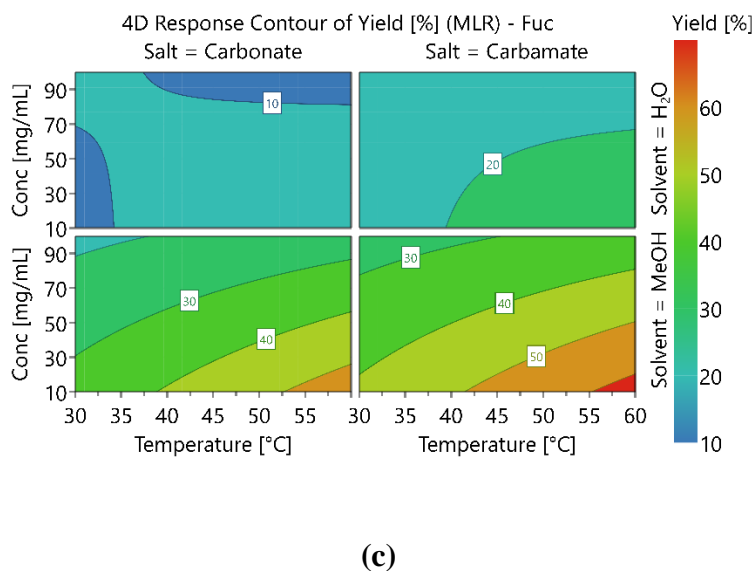 4D Response Contour of Yield [%] (MLR) - Fuc
Yield [%]
Salt = Carbonate
Salt = Carbamate
Conc [mg/mL]
90
70
50
30
10
10
20
Solvent = H₂O
Conc [mg/mL]
90
70
50
30
10
30
40
30
40
50
Solvent = MeOH
60
50
40
30
20
10
30 35 40 45 50 55
30 35 40 45 50 55 60
Temperature [°C]
Temperature [°C]
(c)